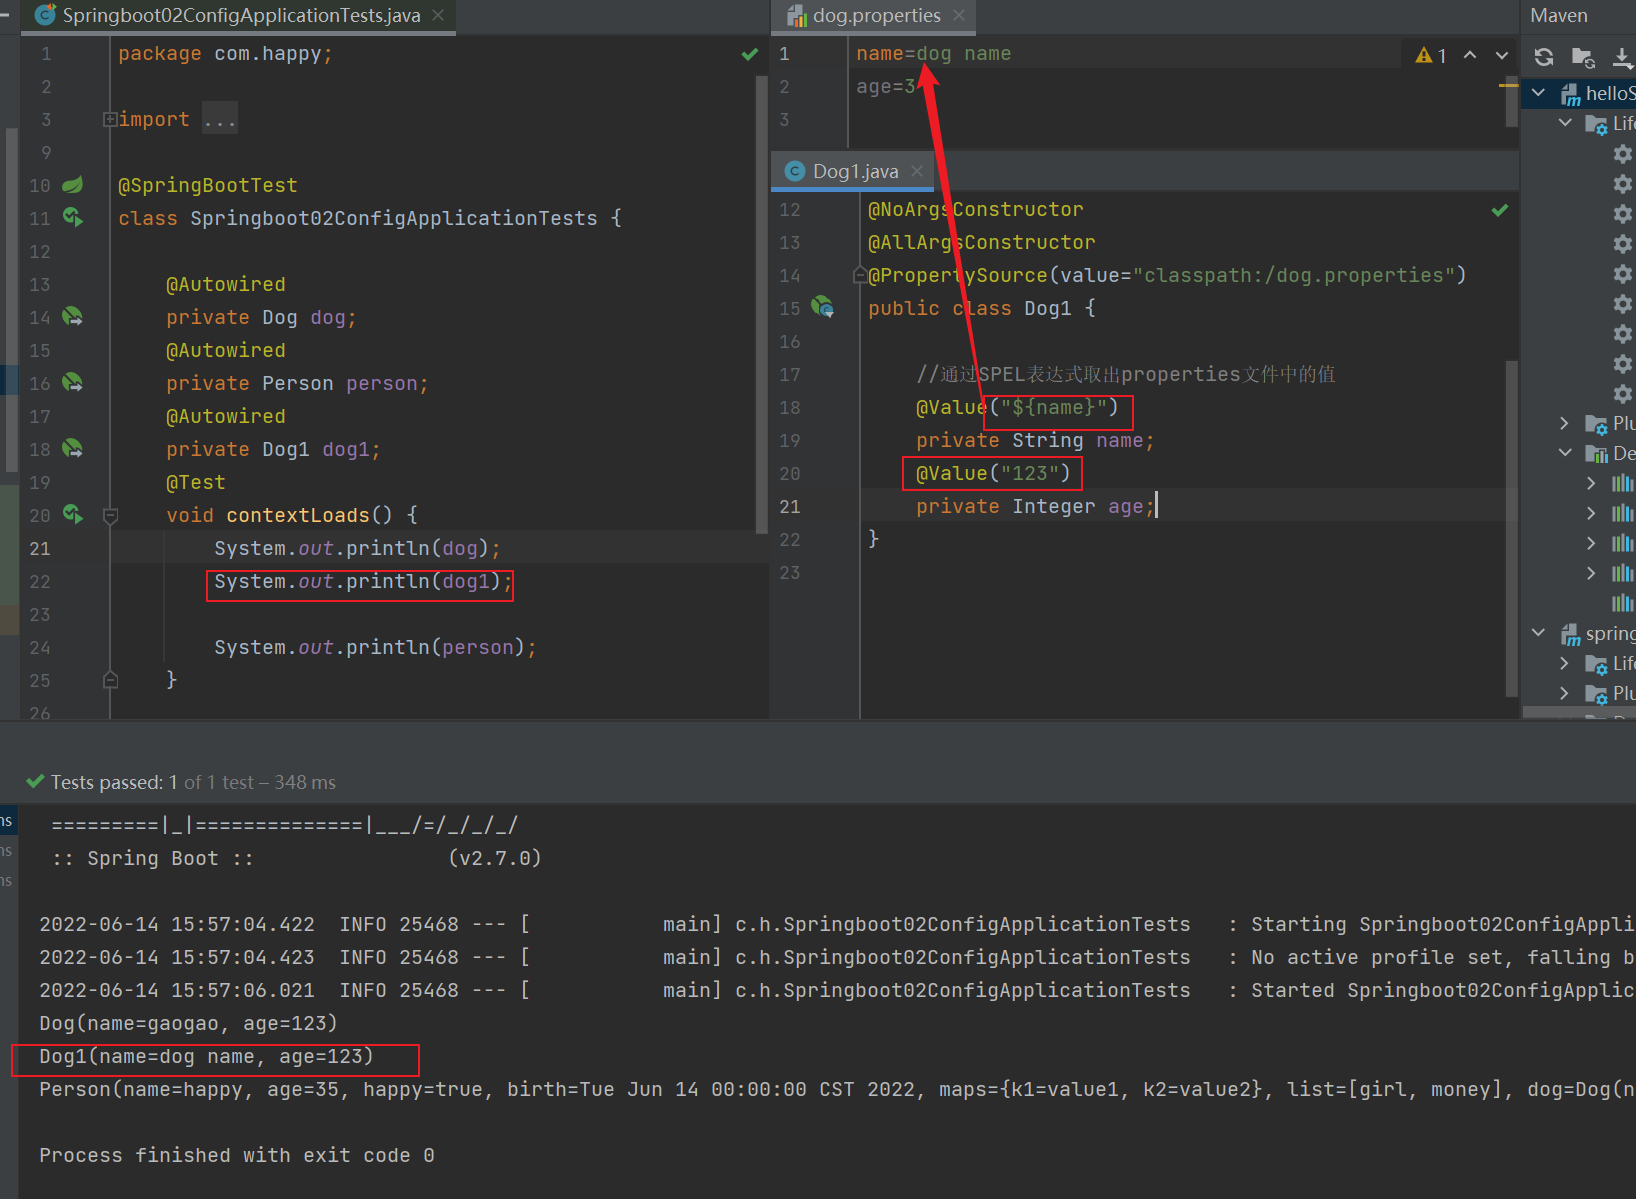 Springboot02ConfigApplicationTests.java
1 package com.happy;
2
3 import ...
9
10 @SpringBootTest
11 class Springboot02ConfigApplicationTests {
12
13 @Autowired
14 private Dog dog;
15 @Autowired
16 private Person person;
17 @Autowired
18 private Dog1 dog1;
19 @Test
20 void contextLoads() {
21 System.out.println(dog);
22 System.out.println(dog1);
23
24 System.out.println(person);
25 }
26
dog.properties
1 name=dog name
1
2 age=3
3
Dog1.java
12 @NoArgsConstructor
13 @AllArgsConstructor
14 @PropertySource(value="classpath:/dog.properties")
15 public class Dog1 {
16
17 //通过SPEL表达式取出properties文件中的值
18 @Value("${name}")
19 private String name;
20 @Value("123")
21 private Integer age;
22 }
23
Maven
helloS
Life
Plu
De
spring
Life
Plu
Tests passed: 1 of 1 test – 348 ms
ms
ms
ms
=========|_|==============|___/=/_/_/_/
:: Spring Boot :: (v2.7.0)
2022-06-14 15:57:04.422 INFO 25468 --- [ main] c.h.Springboot02ConfigApplicationTests : Starting Springboot02ConfigAppli
2022-06-14 15:57:04.423 INFO 25468 --- [ main] c.h.Springboot02ConfigApplicationTests : No active profile set, falling b
2022-06-14 15:57:06.021 INFO 25468 --- [ main] c.h.Springboot02ConfigApplicationTests : Started Springboot02ConfigApplic
Dog(name=gaogao, age=123)
Dog1(name=dog name, age=123)
Person(name=happy, age=35, happy=true, birth=Tue Jun 14 00:00:00 CST 2022, maps={k1=value1, k2=value2}, list=[girl, money], dog=Dog(n
Process finished with exit code 0